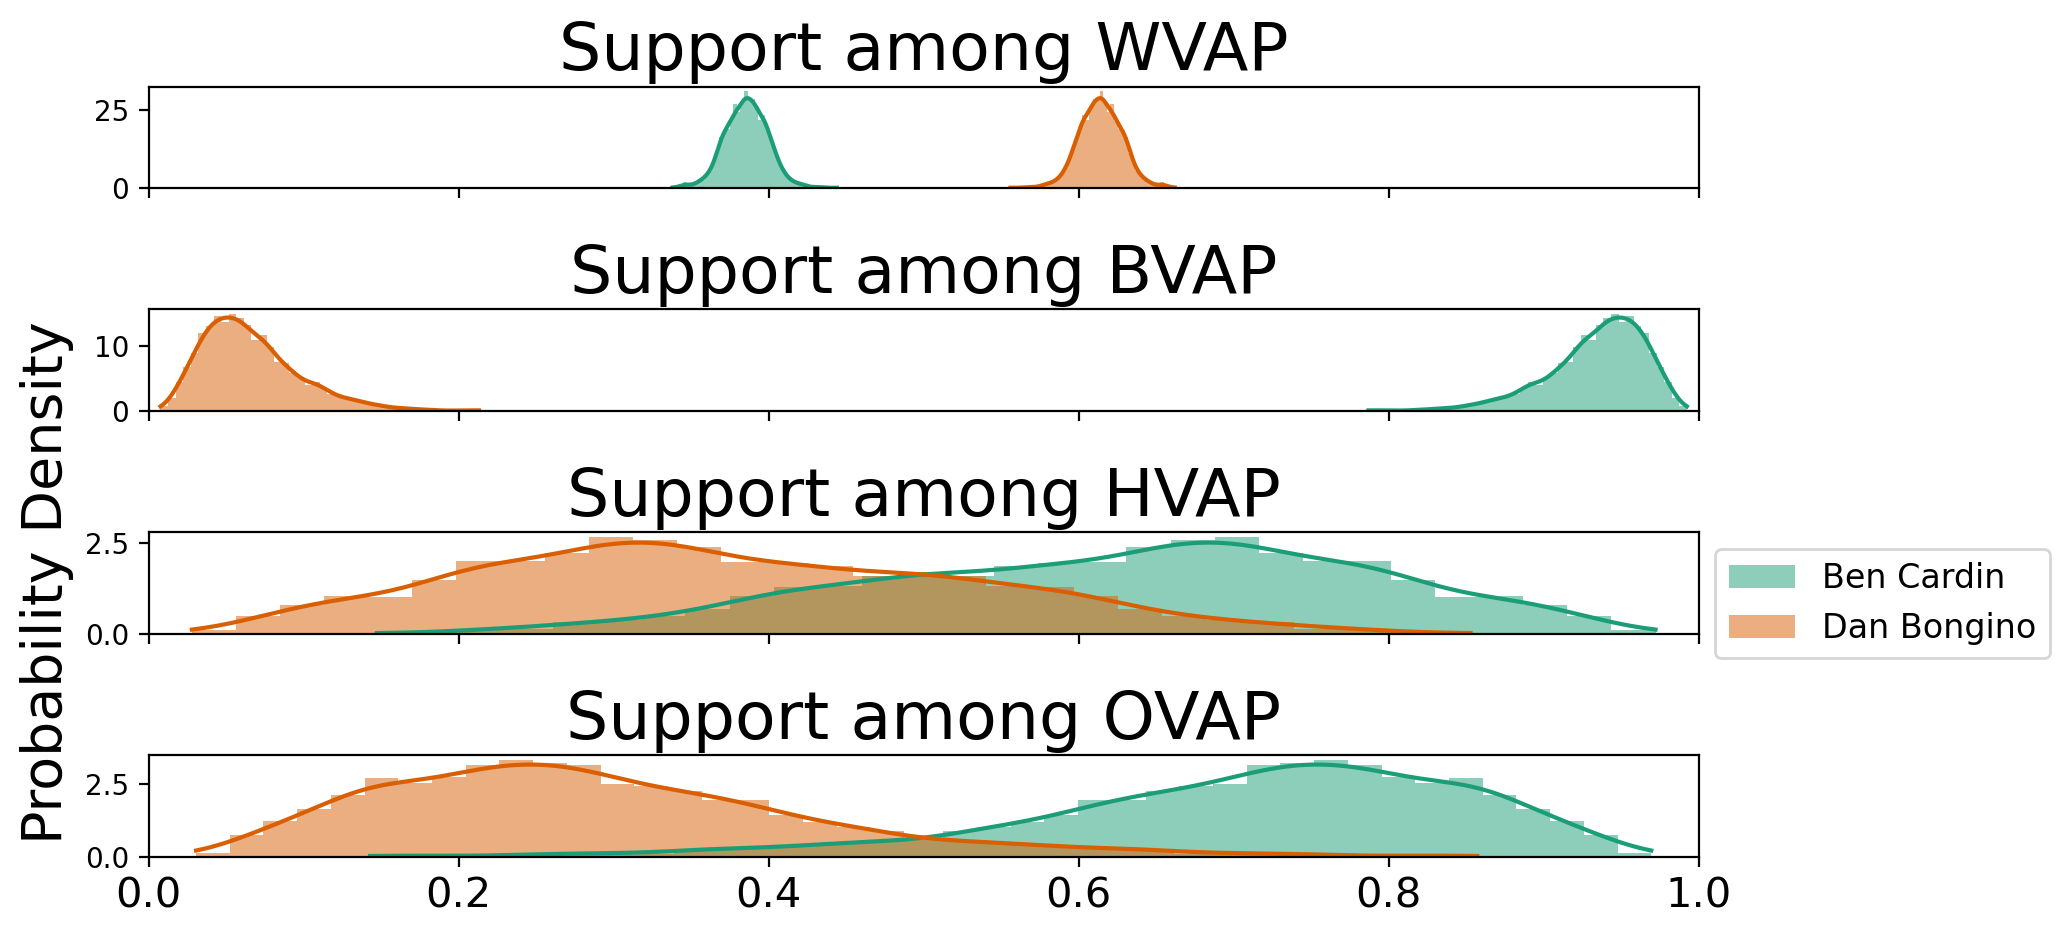 Support among WVAP
25
0
Support among BVAP
10
0
Support among HVAP
2.5
0.0
Support among OVAP
2.5
0.0
0.0 0.2 0.4 0.6 0.8 1.0
Probability Density
Ben Cardin
Dan Bongino